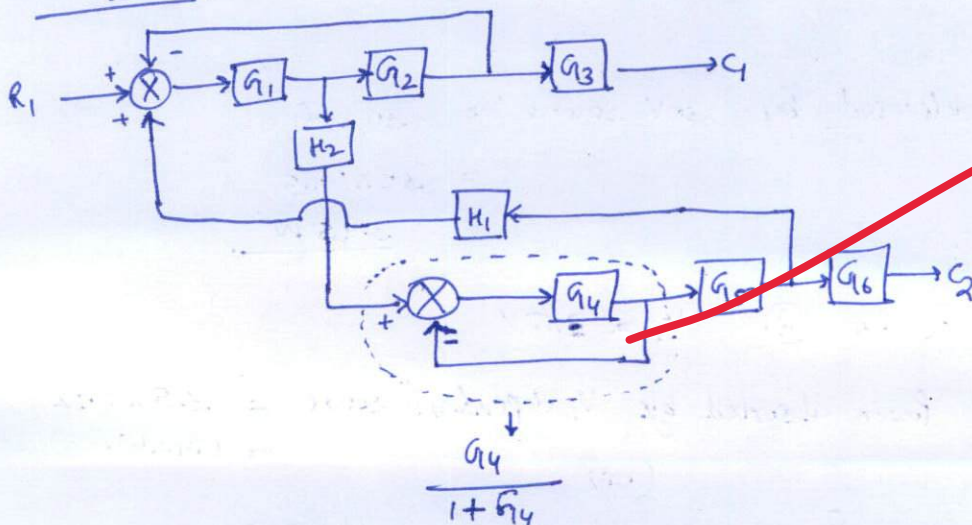 -
R1 + + G1 G2 G3 C1
H2
H1
+ - G4 G6 C2
-
G4
1 + G4